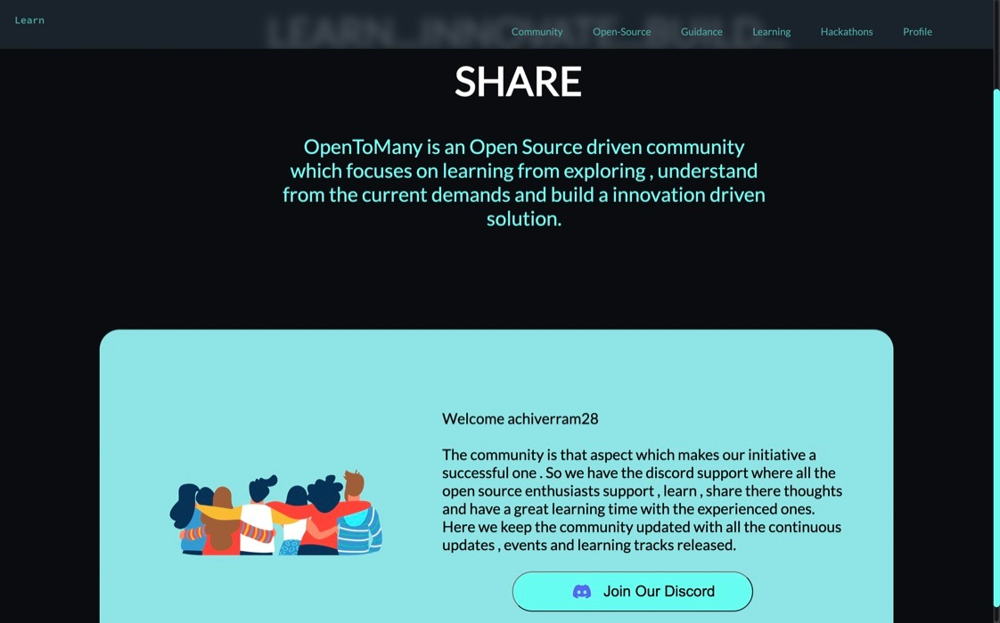 Learn
LEARN...INNOVATE...BUILD...
Community Open-Source Guidance Learning Hackathons Profile
SHARE
OpenToMany is an Open Source driven community
which focuses on learning from exploring , understand
from the current demands and build a innovation driven
solution.
Welcome achiverram28
The community is that aspect which makes our initiative a
successful one . So we have the discord support where all the
open source enthusiasts support , learn , share there thoughts
and have a great learning time with the experienced ones.
Here we keep the community updated with all the continuous
updates , events and learning tracks released.
Join Our Discord